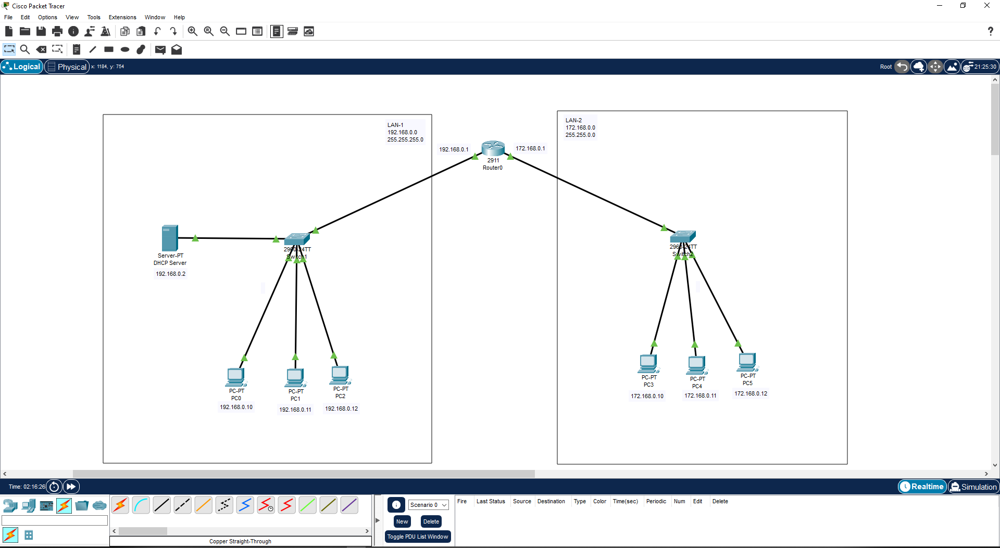 Cisco Packet Tracer
File Edit Options View Tools Extensions Window Help
?
Logical Physical x: 1184, y: 754 Root 21:25:30
LAN-1
192.168.0.0
255.255.255.0
LAN-2
172.168.0.0
255.255.0.0
192.168.0.1
172.168.0.1
2911
Router0
2960-24TT
Switch1
2960-24TT
Switch2
Server-PT
DHCP Server
192.168.0.2
PC-PT
PC0
192.168.0.10
PC-PT
PC1
192.168.0.11
PC-PT
PC2
192.168.0.12
PC-PT
PC3
172.168.0.10
PC-PT
PC4
172.168.0.11
PC-PT
PC5
172.168.0.12
Time: 02:16:26 Realtime Simulation
Scenario 0
New Delete
Toggle PDU List Window
Fire Last Status Source Destination Type Color Time(sec) Periodic Num Edit Delete
Copper Straight-Through